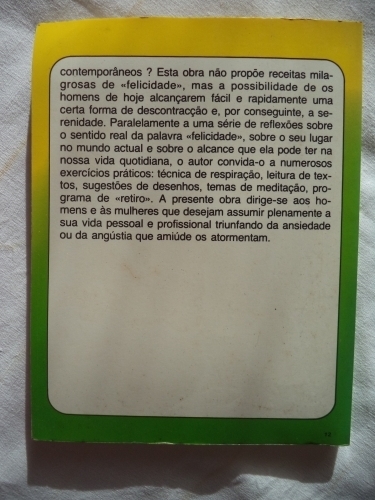 contemporâneos ? Esta obra não propõe receitas mila-
grosas de «felicidade», mas a possibilidade de os
homens de hoje alcançarem fácil e rapidamente uma
certa forma de descontracção e, por conseguinte, a se-
renidade. Paralelamente a uma série de reflexões sobre
o sentido real da palavra «felicidade», sobre o seu lugar
no mundo actual e sobre o alcance que ela pode ter na
nossa vida quotidiana, o autor convida-o a numerosos
exercícios práticos: técnica de respiração, leitura de tex-
tos, sugestões de desenhos, temas de meditação, pro-
grama de «retiro». A presente obra dirige-se aos ho-
mens e às mulheres que desejam assumir plenamente a
sua vida pessoal e profissional triunfando da ansiedade
ou da angústia que amiúde os atormentam.